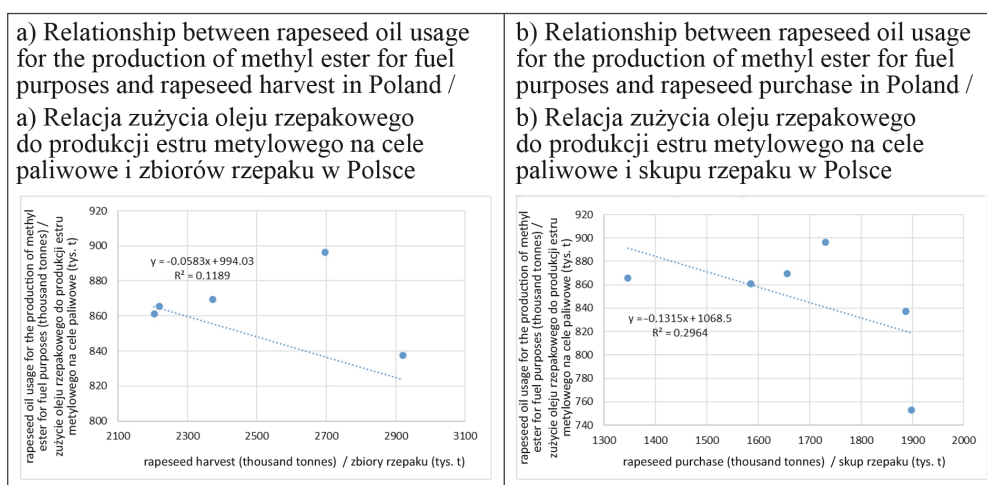 a) Relationship between rapeseed oil usage
for the production of methyl ester for fuel
purposes and rapeseed harvest in Poland /
a) Relacja zużycia oleju rzepakowego
do produkcji estru metylowego na cele
paliwowe i zbiorów rzepaku w Polsce
rapeseed oil usage for the production of methyl
ester for fuel purposes (thousand tonnes) /
zużycie oleju rzepakowego do produkcji estru
metylowego na cele paliwowe (tys. t)
920
900
880
860
840
820
800
y = -0.0583x + 994.03
R² = 0.1189
2100 2300 2500 2700 2900 3100
rapeseed harvest (thousand tonnes) / zbiory rzepaku (tys. t)
b) Relationship between rapeseed oil usage
for the production of methyl ester for fuel
purposes and rapeseed purchase in Poland /
b) Relacja zużycia oleju rzepakowego
do produkcji estru metylowego na cele
paliwowe i skupu rzepaku w Polsce
rapeseed oil usage for the production of methyl
ester for fuel purposes (thousand tonnes) /
zużycie oleju rzepakowego do produkcji estru
metylowego na cele paliwowe (tys. t)
920
900
880
860
840
820
800
780
760
740
y = -0.1315x + 1068.5
R² = 0.2964
1300 1400 1500 1600 1700 1800 1900 2000
rapeseed purchase (thousand tonnes) / skup rzepaku (tys. t)